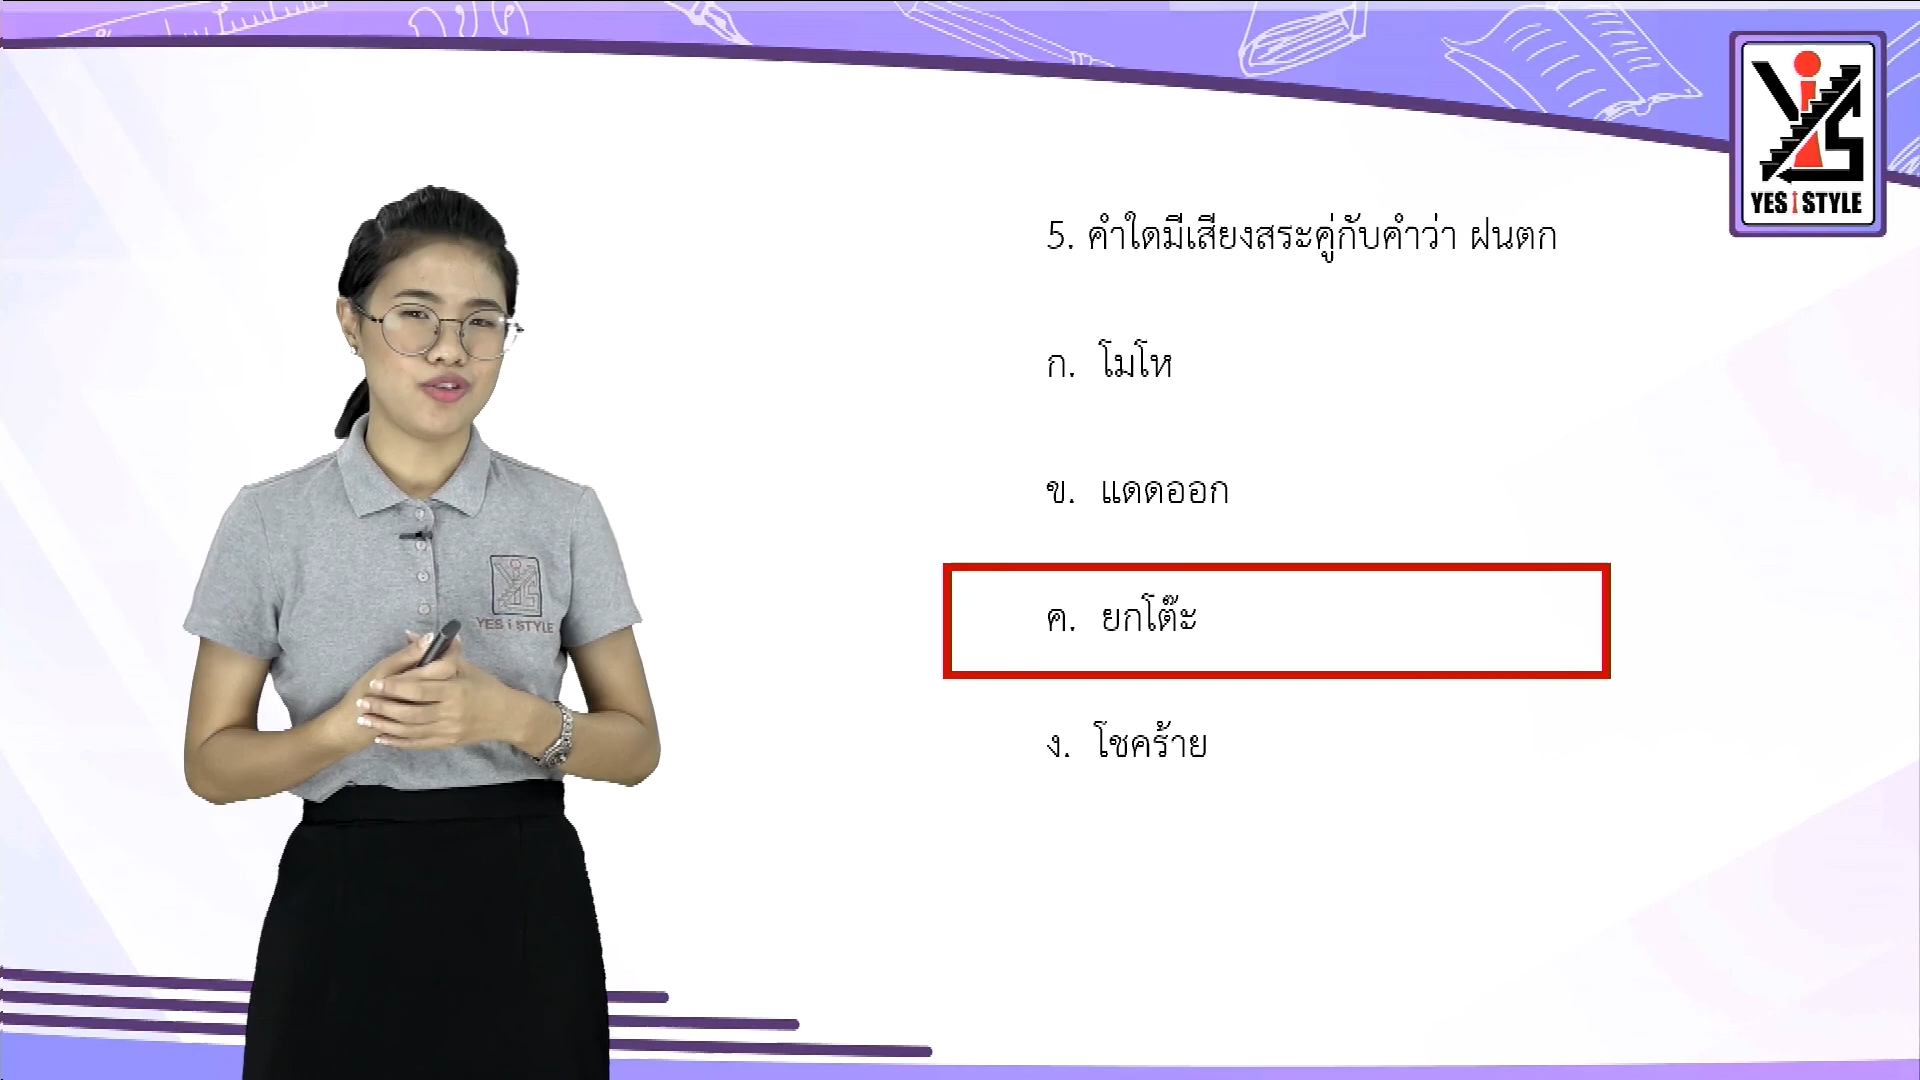 YES i STYLE
5. คำใดมีเสียงสระคู่กับคำว่า ฝนตก
ก. โมโห
ข. แดดออก
ค. ยกโต๊ะ
ง. โชคร้าย
YES i STYLE